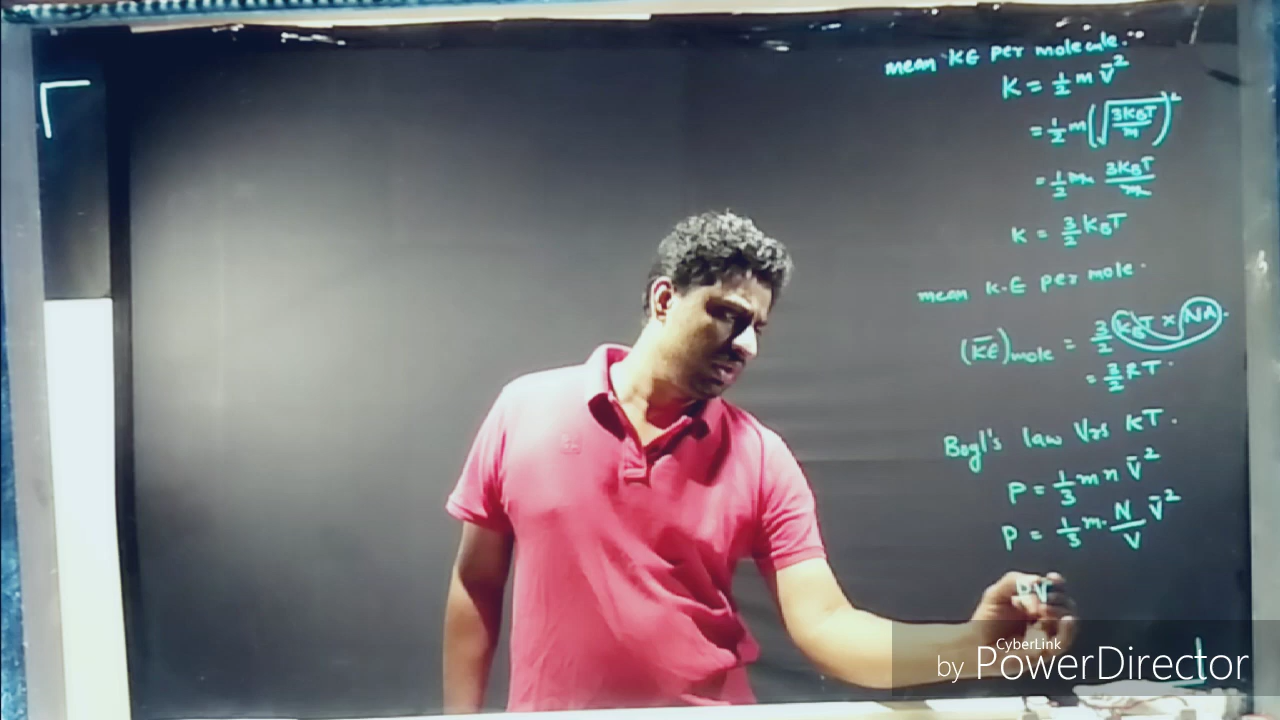 mean KE per molecule.
K = 1/2 m v̄²
= 1/2 m (√(3KBT/m))²
= 1/2 m 3KBT/m
K = 3/2 KBT
mean K.E per mole.
(K̄Ē)mole = 3/2 KBT × NA.
= 3/2 RT.
Boyl's law Vrs KT.
P = 1/3 m n v̄²
P = 1/3 m. N/V v̄²
PV
CyberLink
by PowerDirector